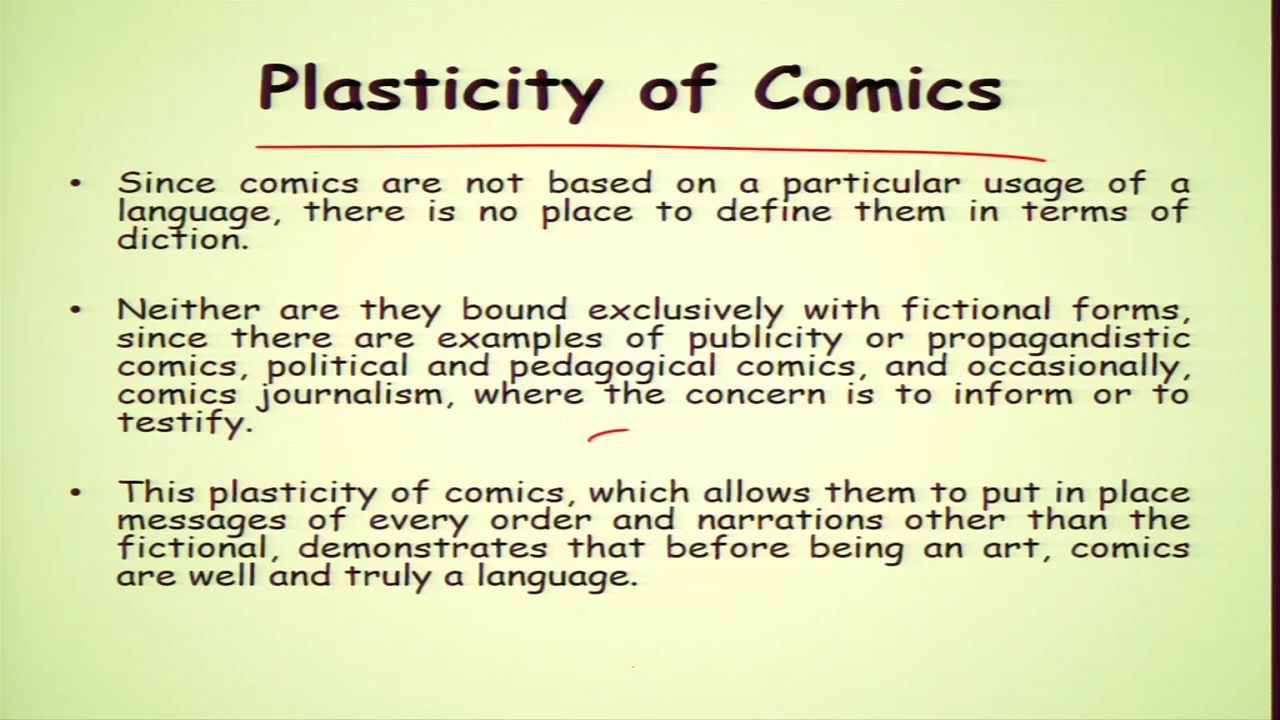 Plasticity of Comics
• Since comics are not based on a particular usage of a
language, there is no place to define them in terms of
diction.
• Neither are they bound exclusively with fictional forms,
since there are examples of publicity or propagandistic
comics, political and pedagogical comics, and occasionally,
comics journalism, where the concern is to inform or to
testify.
• This plasticity of comics, which allows them to put in place
messages of every order and narrations other than the
fictional, demonstrates that before being an art, comics
are well and truly a language.